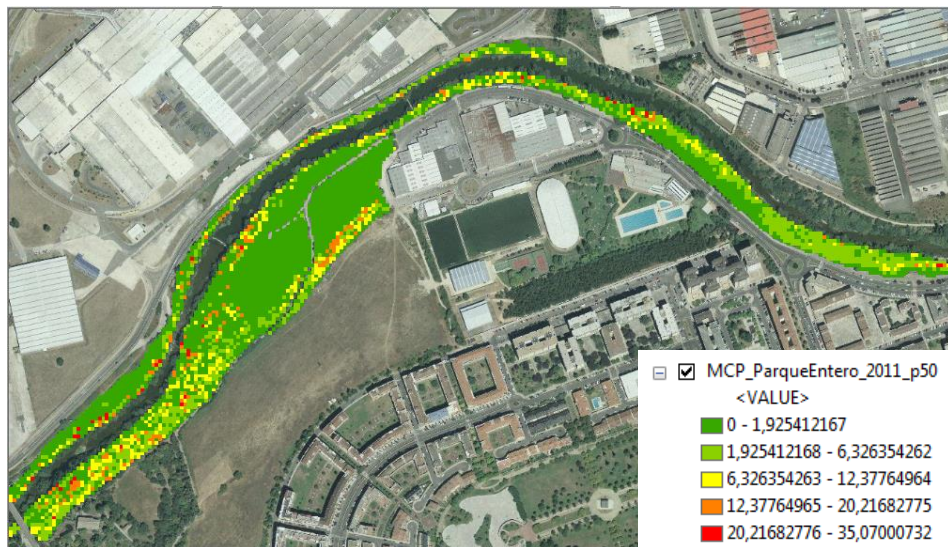 MCP_ParqueEntero_2011_p50
<VALUE>
0 - 1,925412167
1,925412168 - 6,326354262
6,326354263 - 12,37764964
12,37764965 - 20,21682775
20,21682776 - 35,07000732